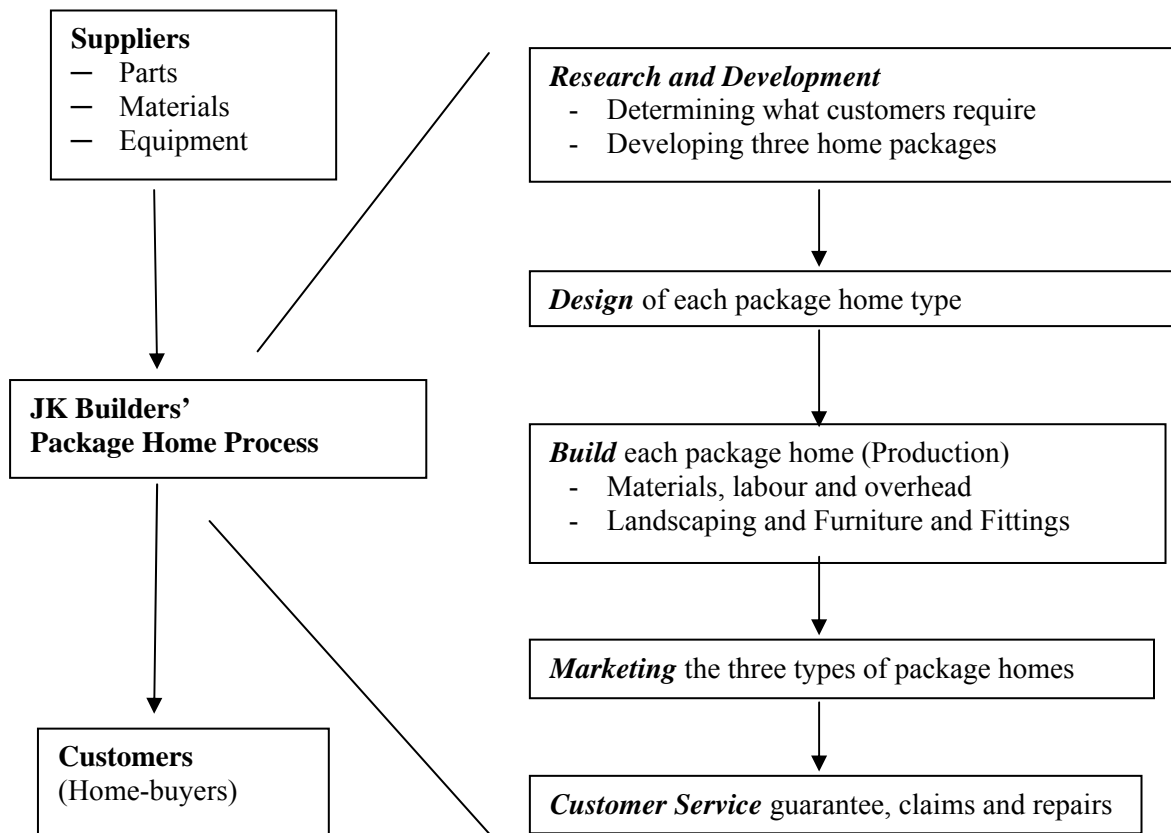 Suppliers
– Parts
– Materials
– Equipment
JK Builders’
Package Home Process
Customers
(Home-buyers)
Research and Development
- Determining what customers require
- Developing three home packages
Design of each package home type
Build each package home (Production)
- Materials, labour and overhead
- Landscaping and Furniture and Fittings
Marketing the three types of package homes
Customer Service guarantee, claims and repairs